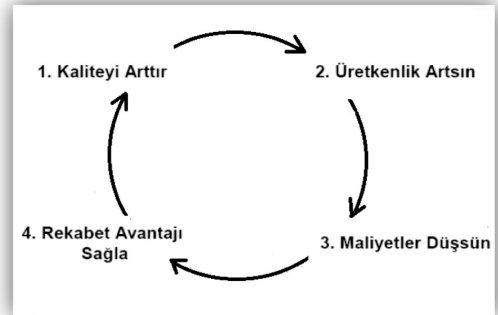 1. Kaliteyi Arttır
2. Üretkenlik Artsın
3. Maliyetler Düşsün
4. Rekabet Avantajı
Sağla